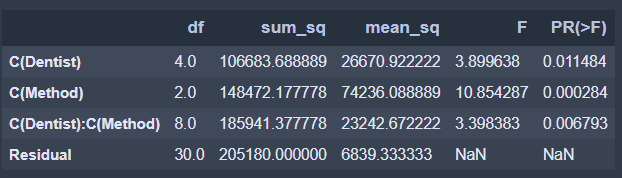 df sum_sq mean_sq F PR(>F)
C(Dentist) 4.0 106683.688889 26670.922222 3.899638 0.011484
C(Method) 2.0 148472.177778 74236.088889 10.854287 0.000284
C(Dentist):C(Method) 8.0 185941.377778 23242.672222 3.398383 0.006793
Residual 30.0 205180.000000 6839.333333 NaN NaN